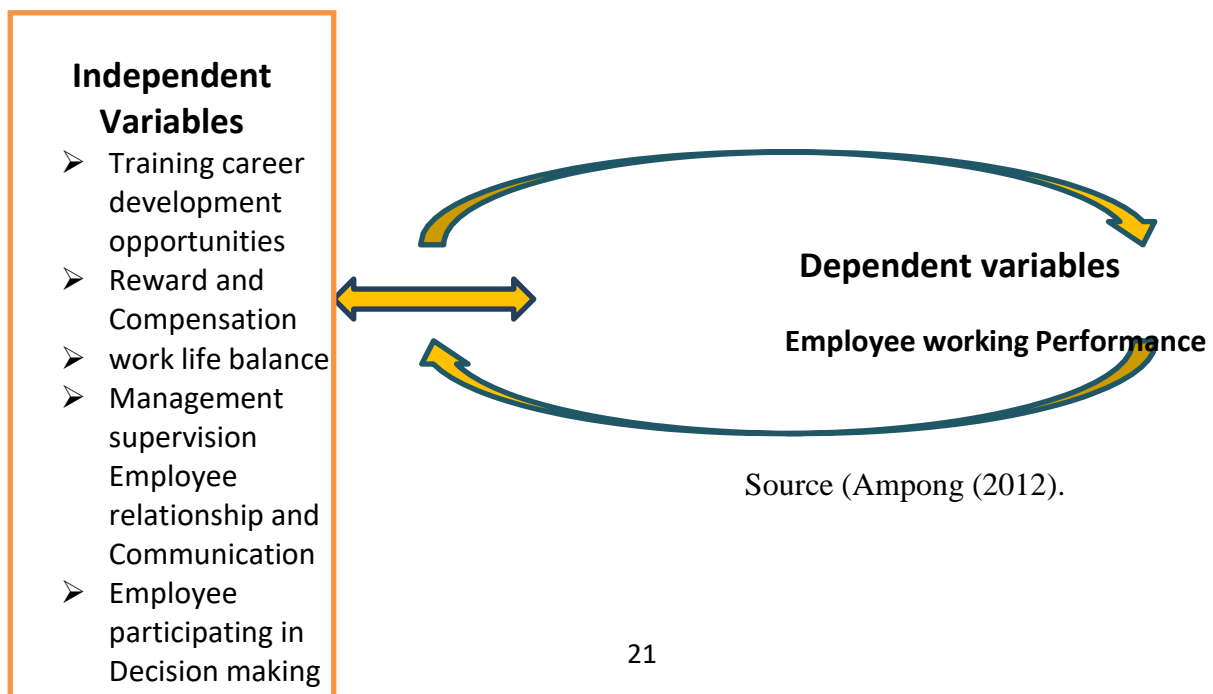 Independent
Variables
➢ Training career
development
opportunities
➢ Reward and
Compensation
➢ work life balance
➢ Management
supervision
Employee
relationship and
Communication
➢ Employee
participating in
Decision making
Dependent variables
Employee working Performance
Source (Ampong (2012).
21